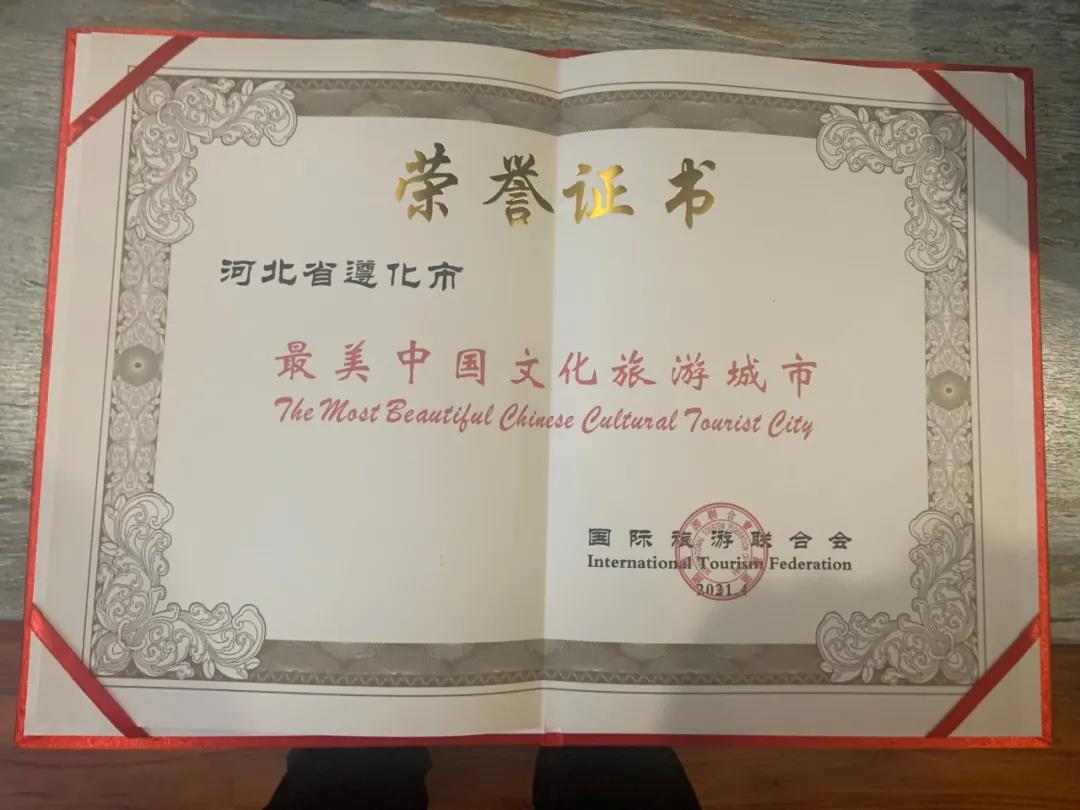 荣誉证书
河北省遵化市
最美中国文化旅游城市
The Most Beautiful Chinese Cultural Tourist City
国际旅游联合会
International Tourism Federation
2021.4